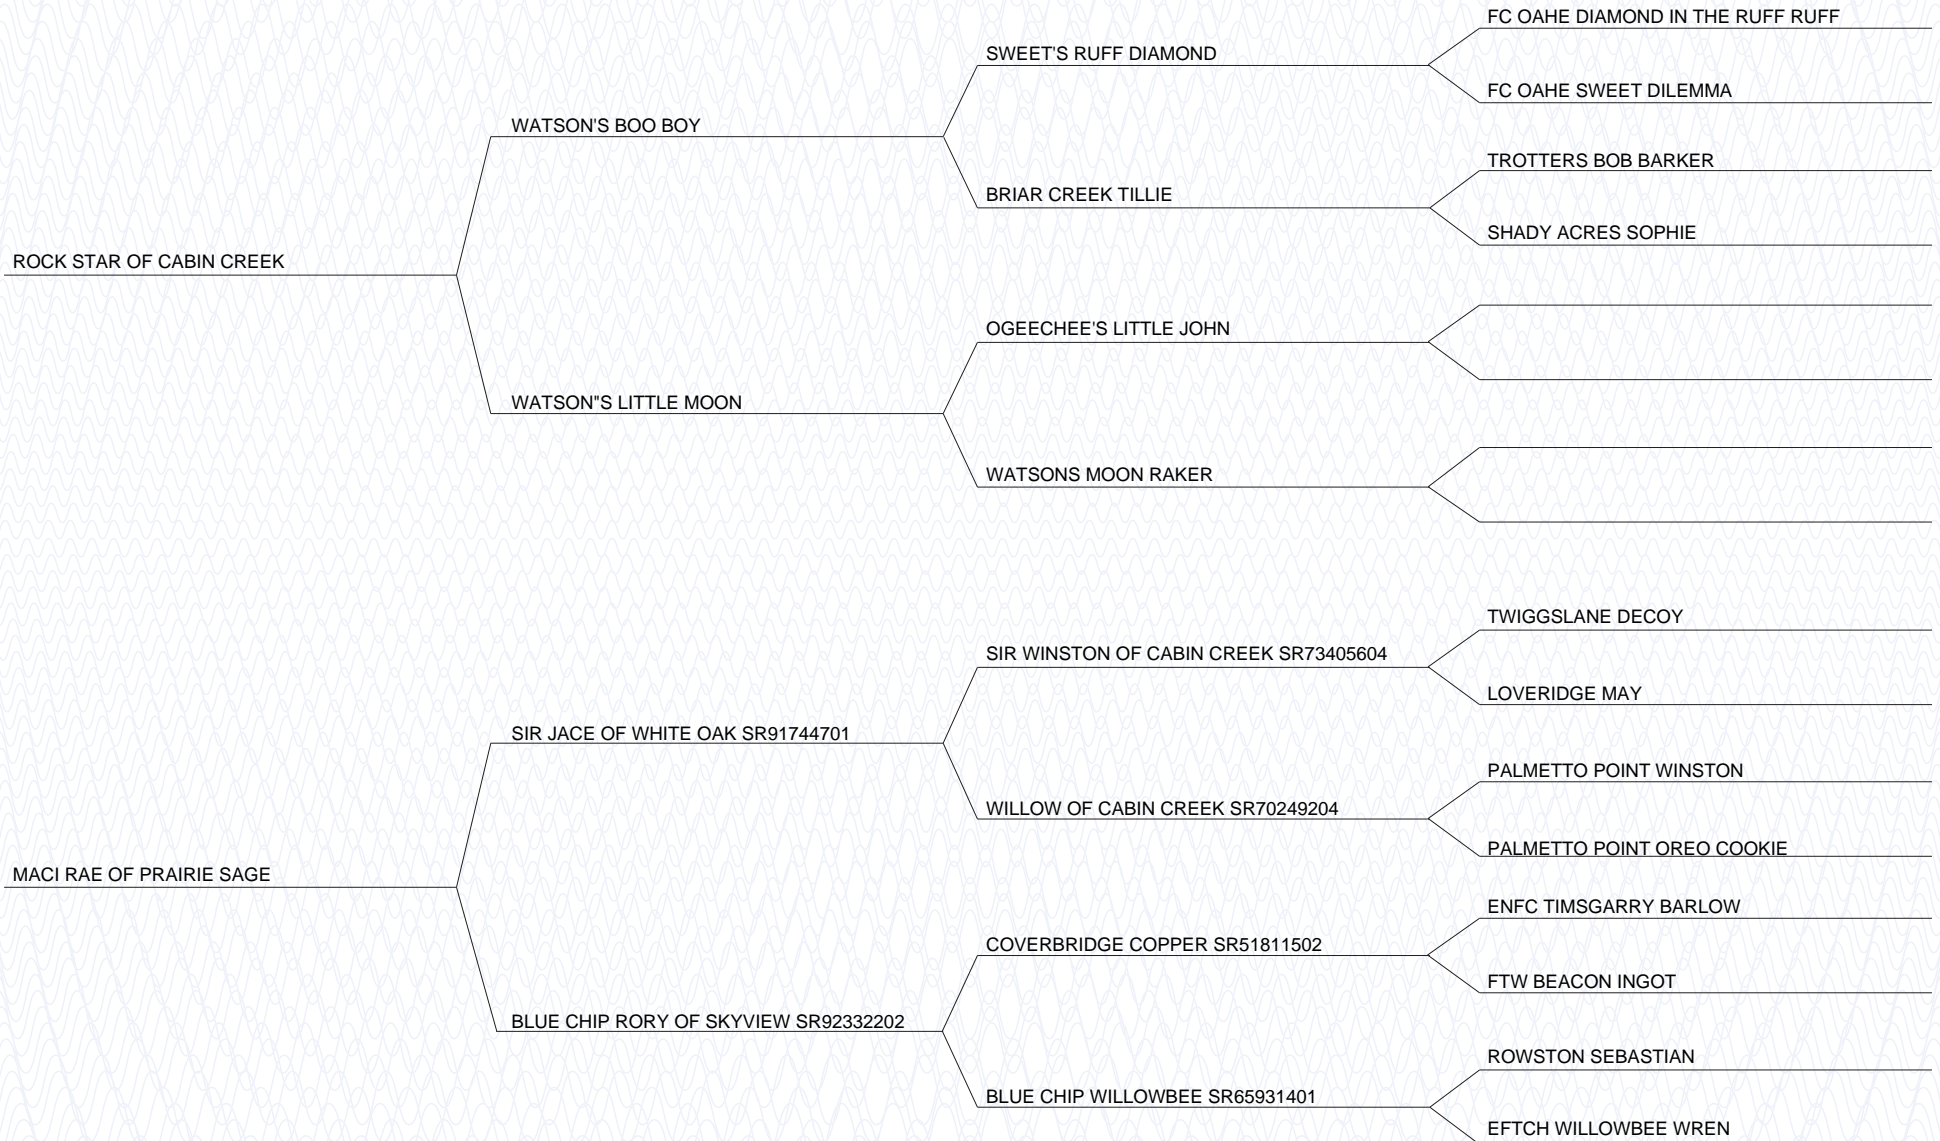 FC OAHE DIAMOND IN THE RUFF RUFF
SWEET'S RUFF DIAMOND
FC OAHE SWEET DILEMMA
WATSON'S BOO BOY
TROTTERS BOB BARKER
BRIAR CREEK TILLIE
SHADY ACRES SOPHIE
ROCK STAR OF CABIN CREEK
OGEECHEE'S LITTLE JOHN
WATSON"S LITTLE MOON
WATSONS MOON RAKER
TWIGGSLANE DECOY
SIR WINSTON OF CABIN CREEK SR73405604
LOVERIDGE MAY
SIR JACE OF WHITE OAK SR91744701
PALMETTO POINT WINSTON
WILLOW OF CABIN CREEK SR70249204
PALMETTO POINT OREO COOKIE
MACI RAE OF PRAIRIE SAGE
ENFC TIMSGARRY BARLOW
COVERBRIDGE COPPER SR51811502
FTW BEACON INGOT
BLUE CHIP RORY OF SKYVIEW SR92332202
ROWSTON SEBASTIAN
BLUE CHIP WILLOWBEE SR65931401
EFTCH WILLOWBEE WREN